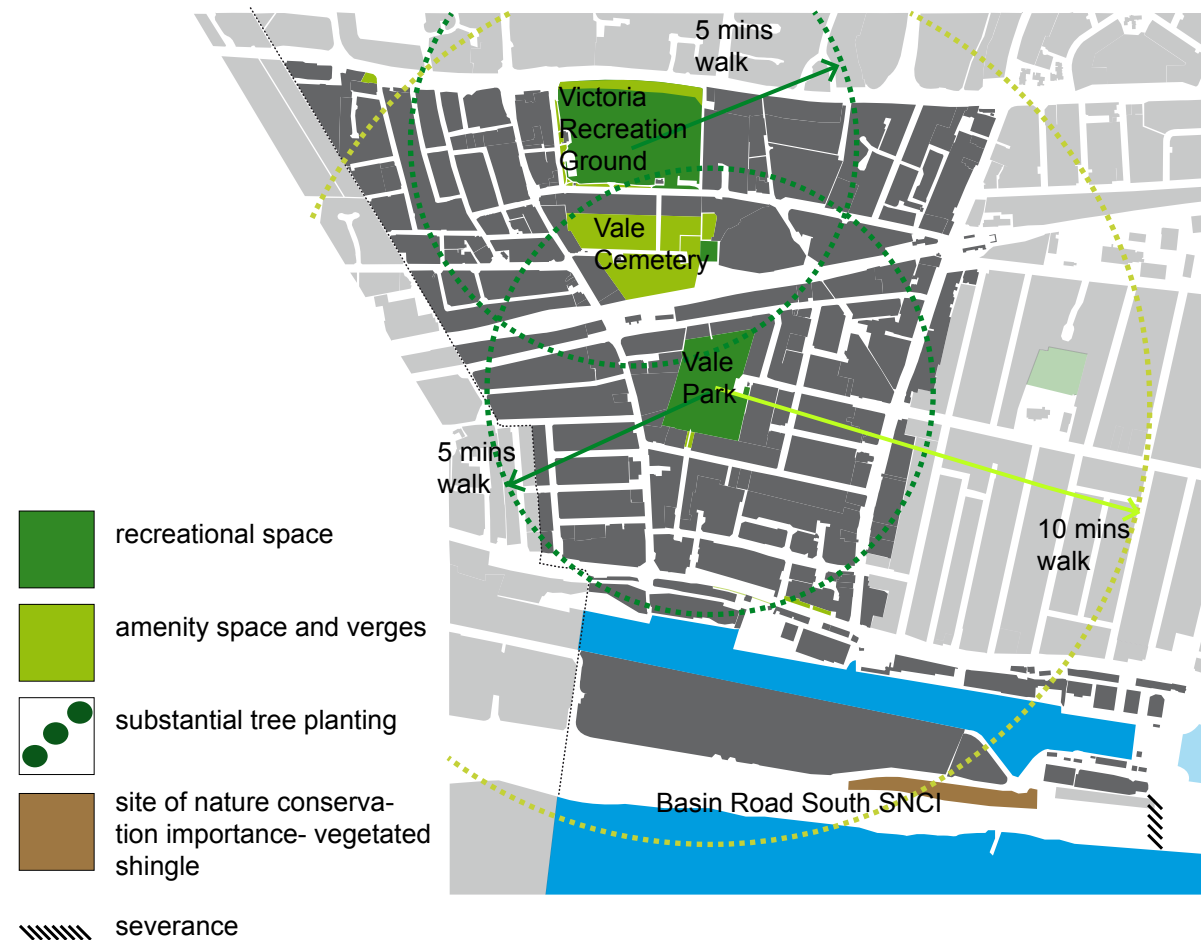 5 mins
walk
Victoria
Recreation
Ground
Vale
Cemetery
Vale
Park
5 mins
walk
10 mins
walk
Basin Road South SNCI
recreational space
amenity space and verges
substantial tree planting
site of nature conserva-
tion importance- vegetated
shingle
severance